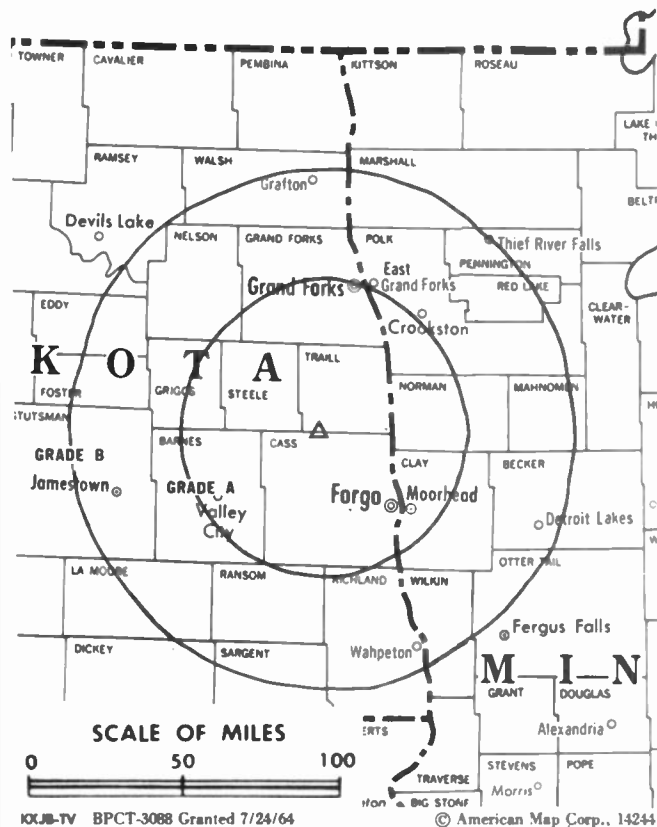 TOWNER CAVALIER PEMBINA KITTSON ROSEAU
LAKE
RAMSEY WALSH MARSHALL
Grafton
BELT
Devils Lake
NELSON GRAND FORKS POLK
Thief River Falls
PENNINGTON
East
Grand Forks Grand Forks
RED LAKE
EDDY
CLEAR-
WATER
Crookston
K O T A
TRAILL
FOSTER GRIGGS STEELE
NORMAN MAHNOMEN
STUTSMAN
BARNES CASS
GRADE B
CLAY BECKER
Jamestown
GRADE A
Valley
City
Fargo Moorhead
Detroit Lakes
OTTER TAIL
LA MOURE RANSOM RICHLAND WILKIN
Fergus Falls
Wahpeton
DICKEY SARGENT
M I N
GRANT DOUGLAS
SCALE OF MILES
ERTS
Alexandria
0 50 100
STEVENS POPE
TRAVERSE
Morris
BIG STONE
KXJB-TV BPCT-3088 Granted 7/24/64 © American Map Corp., 14244